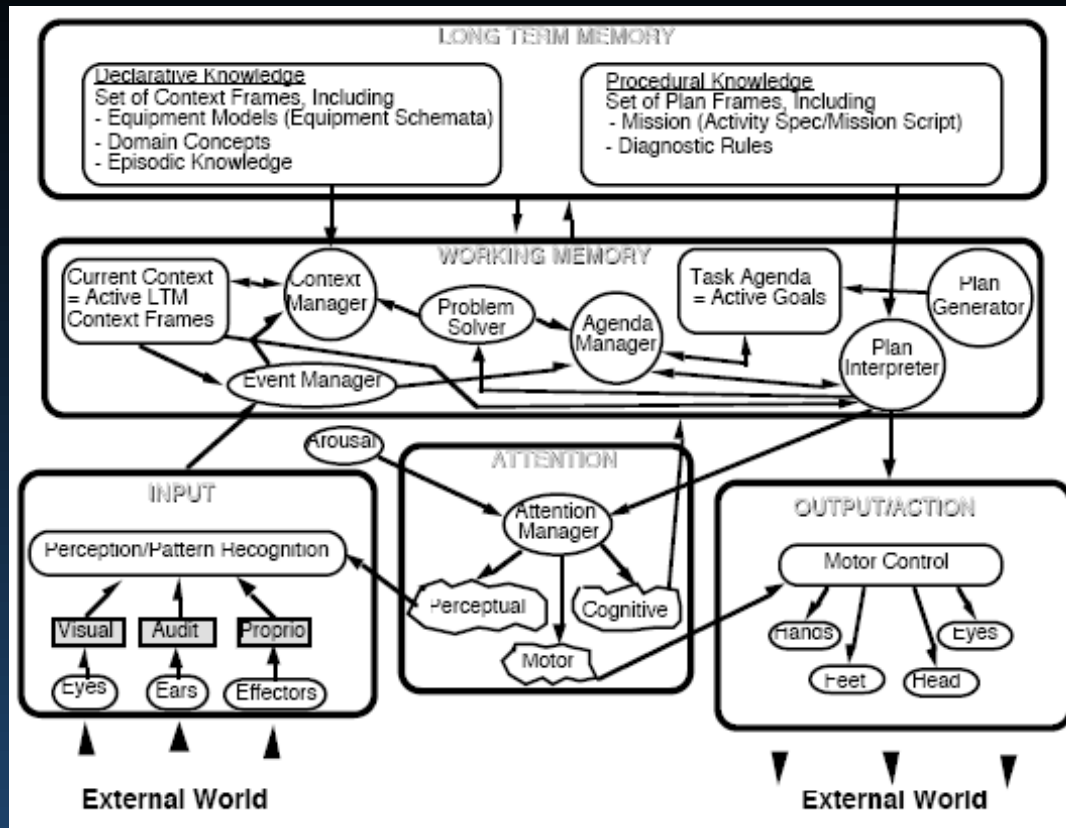 LONG TERM MEMORY
Declarative Knowledge
Set of Context Frames, Including
- Equipment Models (Equipment Schemata)
- Domain Concepts
- Episodic Knowledge
Procedural Knowledge
Set of Plan Frames, Including
- Mission (Activity Spec/Mission Script)
- Diagnostic Rules
WORKING MEMORY
Current Context
= Active LTM
Context Frames
Context
Manager
Problem
Solver
Agenda
Manager
Task Agenda
= Active Goals
Plan
Generator
Plan
Interpreter
Event Manager
Arousal
ATTENTION
Attention
Manager
Perceptual
Cognitive
Motor
INPUT
Perception/Pattern Recognition
Visual
Audit
Proprio
Eyes
Ears
Effectors
OUTPUT/ACTION
Motor Control
Hands
Eyes
Feet
Head
External World
External World